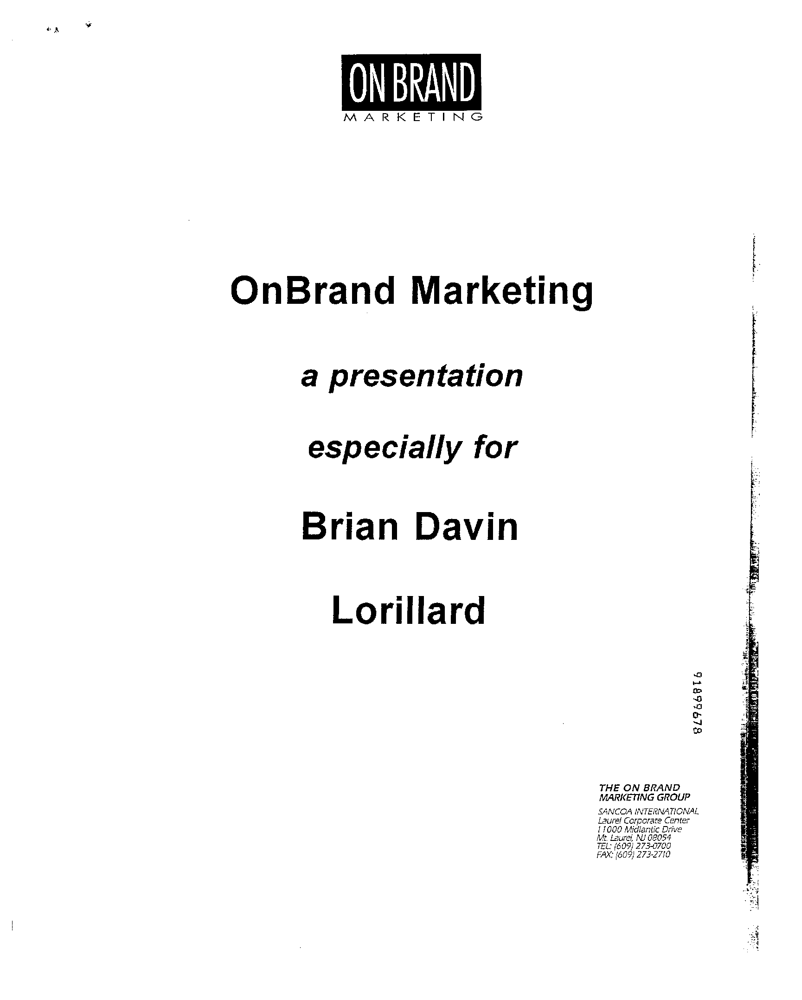 ON BRAND
MARKETING
OnBrand Marketing
a presentation
especially for
Brian Davin
Lorillard
91899678
THE ON BRAND
MARKETING GROUP
SANCOA INTERNATIONAL
Laurel Corporate Center
11000 Midlantic Drive
Mt. Laurel, NJ 08054
TEL: (609) 273-0700
FAX: (609) 273-2710